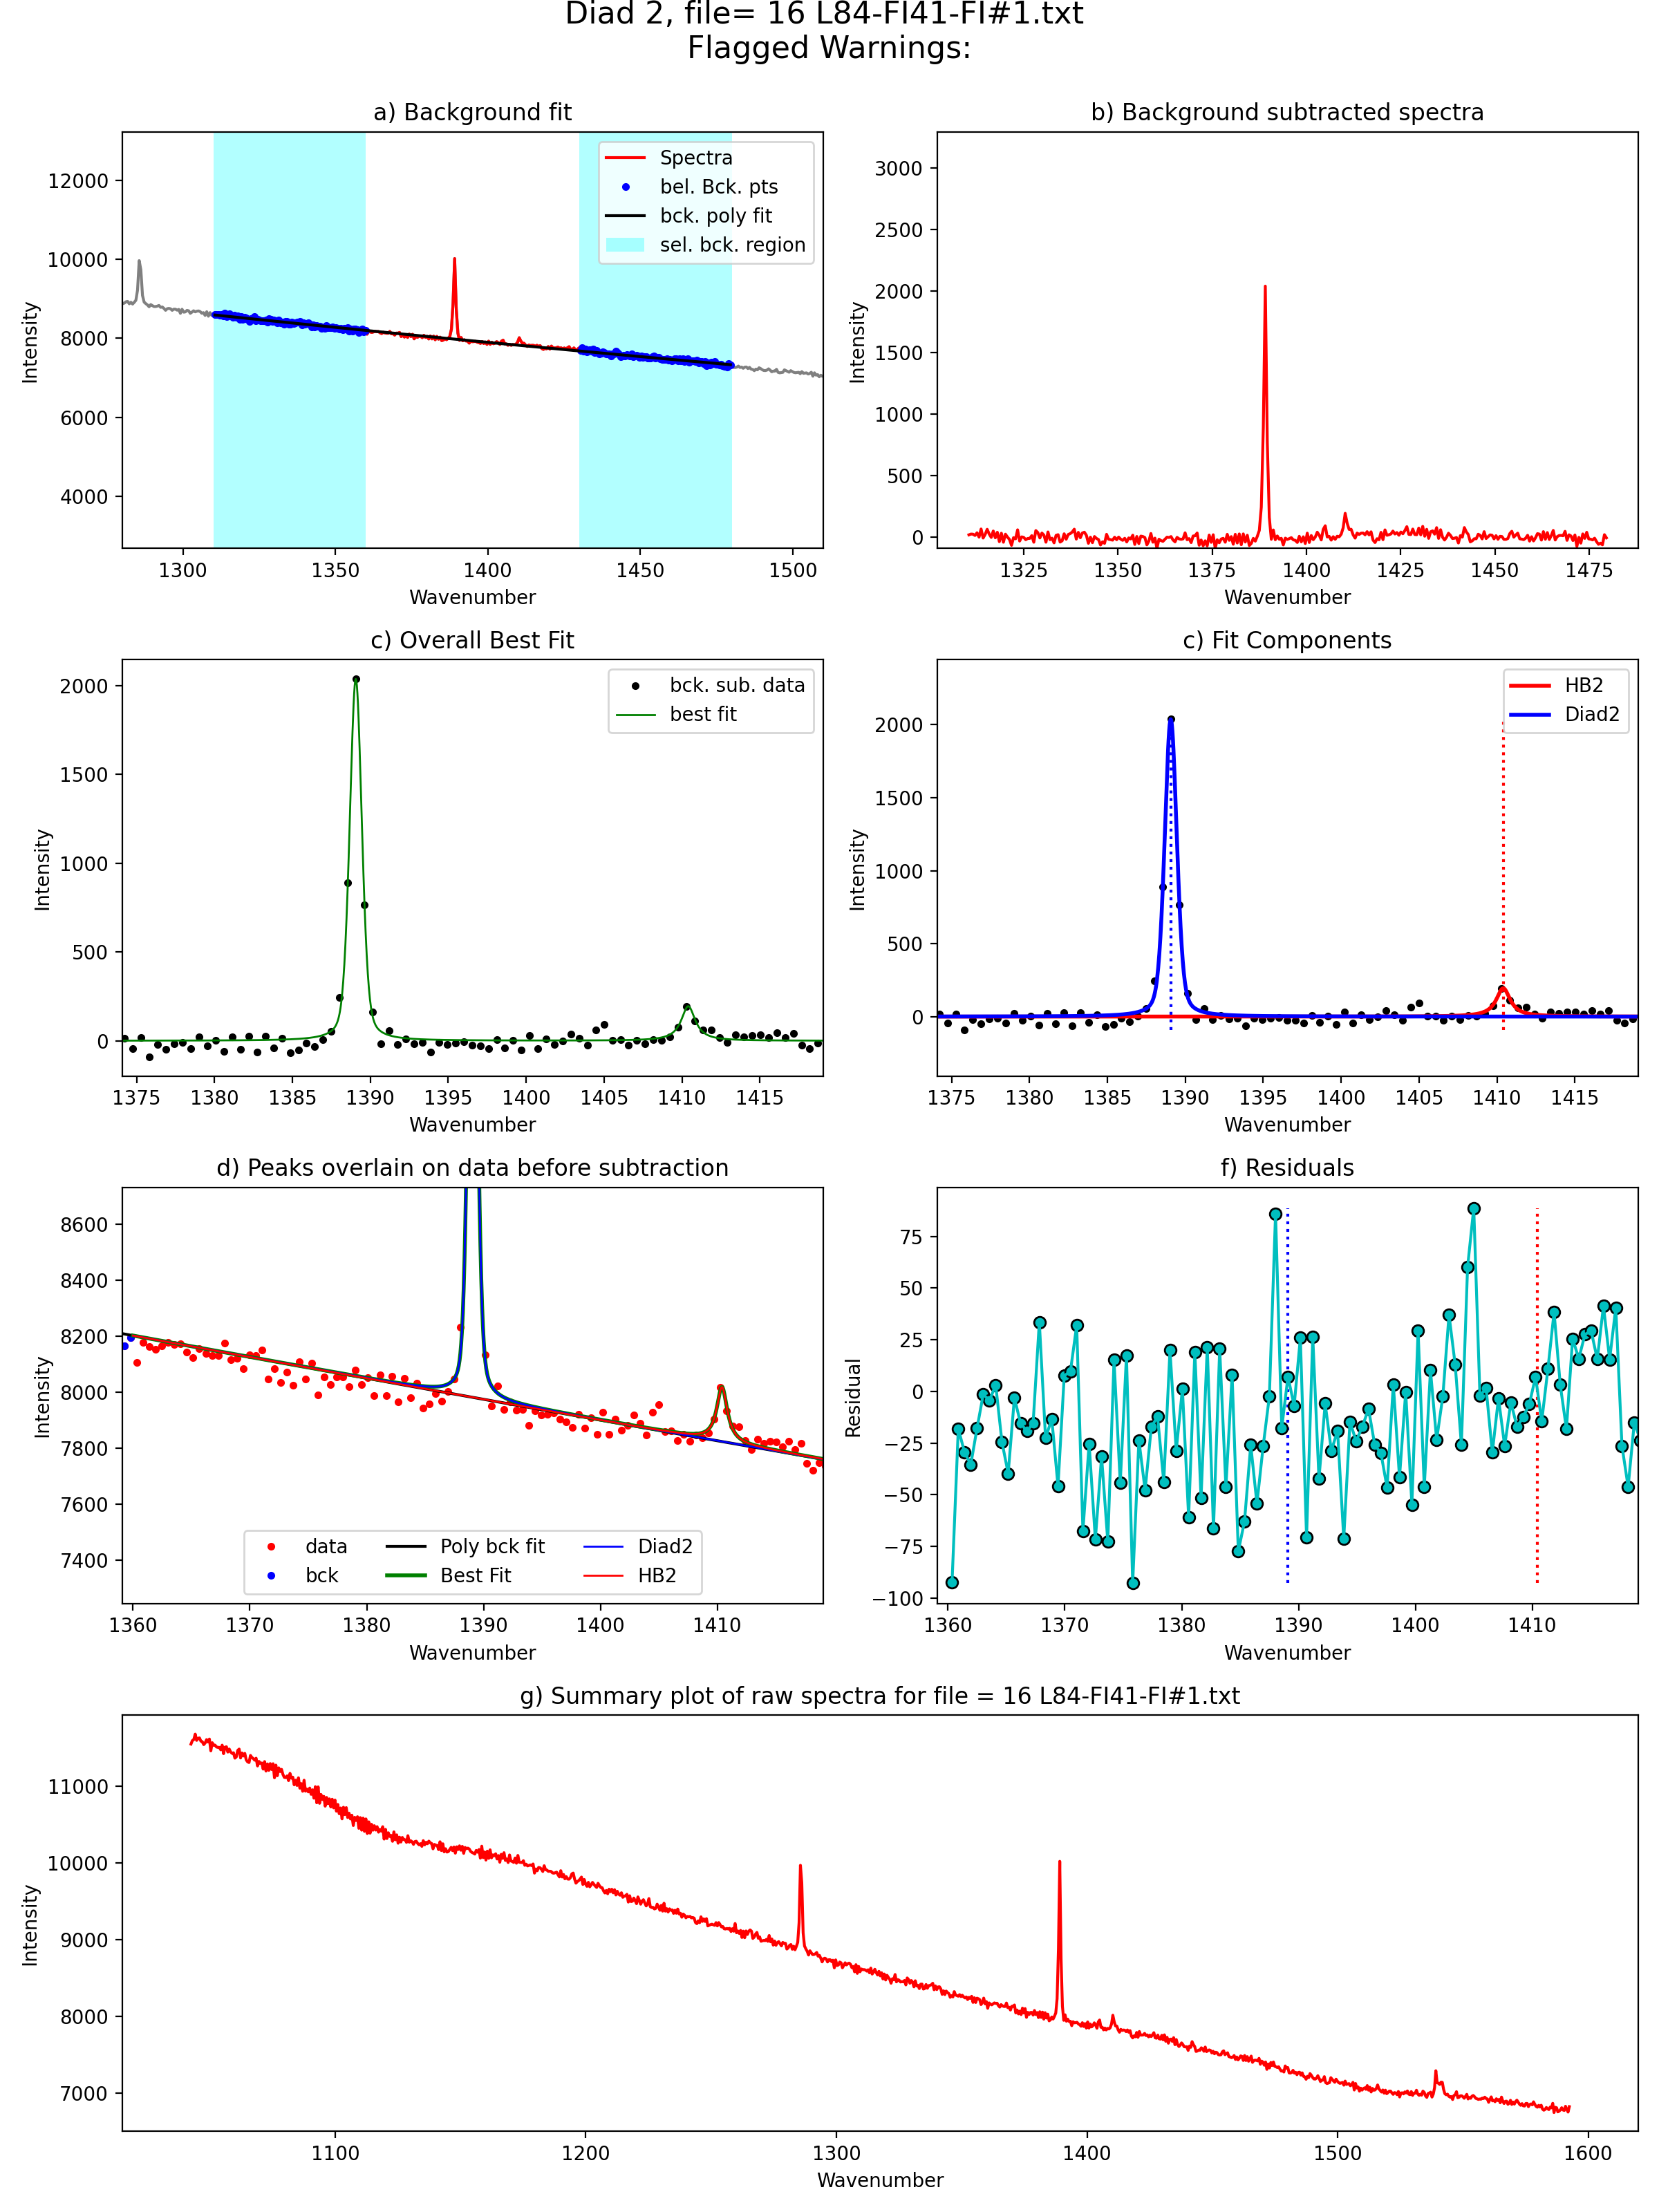 Diad 2, file= 16 L84-FI41-FI#1.txt
Flagged Warnings:
a) Background fit
12000
10000
8000
6000
4000
Intensity
1300 1350 1400 1450 1500
Wavenumber
Spectra
bel. Bck. pts
bck. poly fit
sel. bck. region
b) Background subtracted spectra
3000
2500
2000
1500
1000
500
0
Intensity
1325 1350 1375 1400 1425 1450 1475
Wavenumber
c) Overall Best Fit
2000
1500
1000
500
0
Intensity
1375 1380 1385 1390 1395 1400 1405 1410 1415
Wavenumber
bck. sub. data
best fit
c) Fit Components
2000
1500
1000
500
0
Intensity
1375 1380 1385 1390 1395 1400 1405 1410 1415
Wavenumber
HB2
Diad2
d) Peaks overlain on data before subtraction
8600
8400
8200
8000
7800
7600
7400
Intensity
1360 1370 1380 1390 1400 1410
Wavenumber
data Poly bck fit Diad2
bck Best Fit HB2
f) Residuals
75
50
25
0
−25
−50
−75
−100
Residual
1360 1370 1380 1390 1400 1410
Wavenumber
g) Summary plot of raw spectra for file = 16 L84-FI41-FI#1.txt
11000
10000
9000
8000
7000
Intensity
1100 1200 1300 1400 1500 1600
Wavenumber